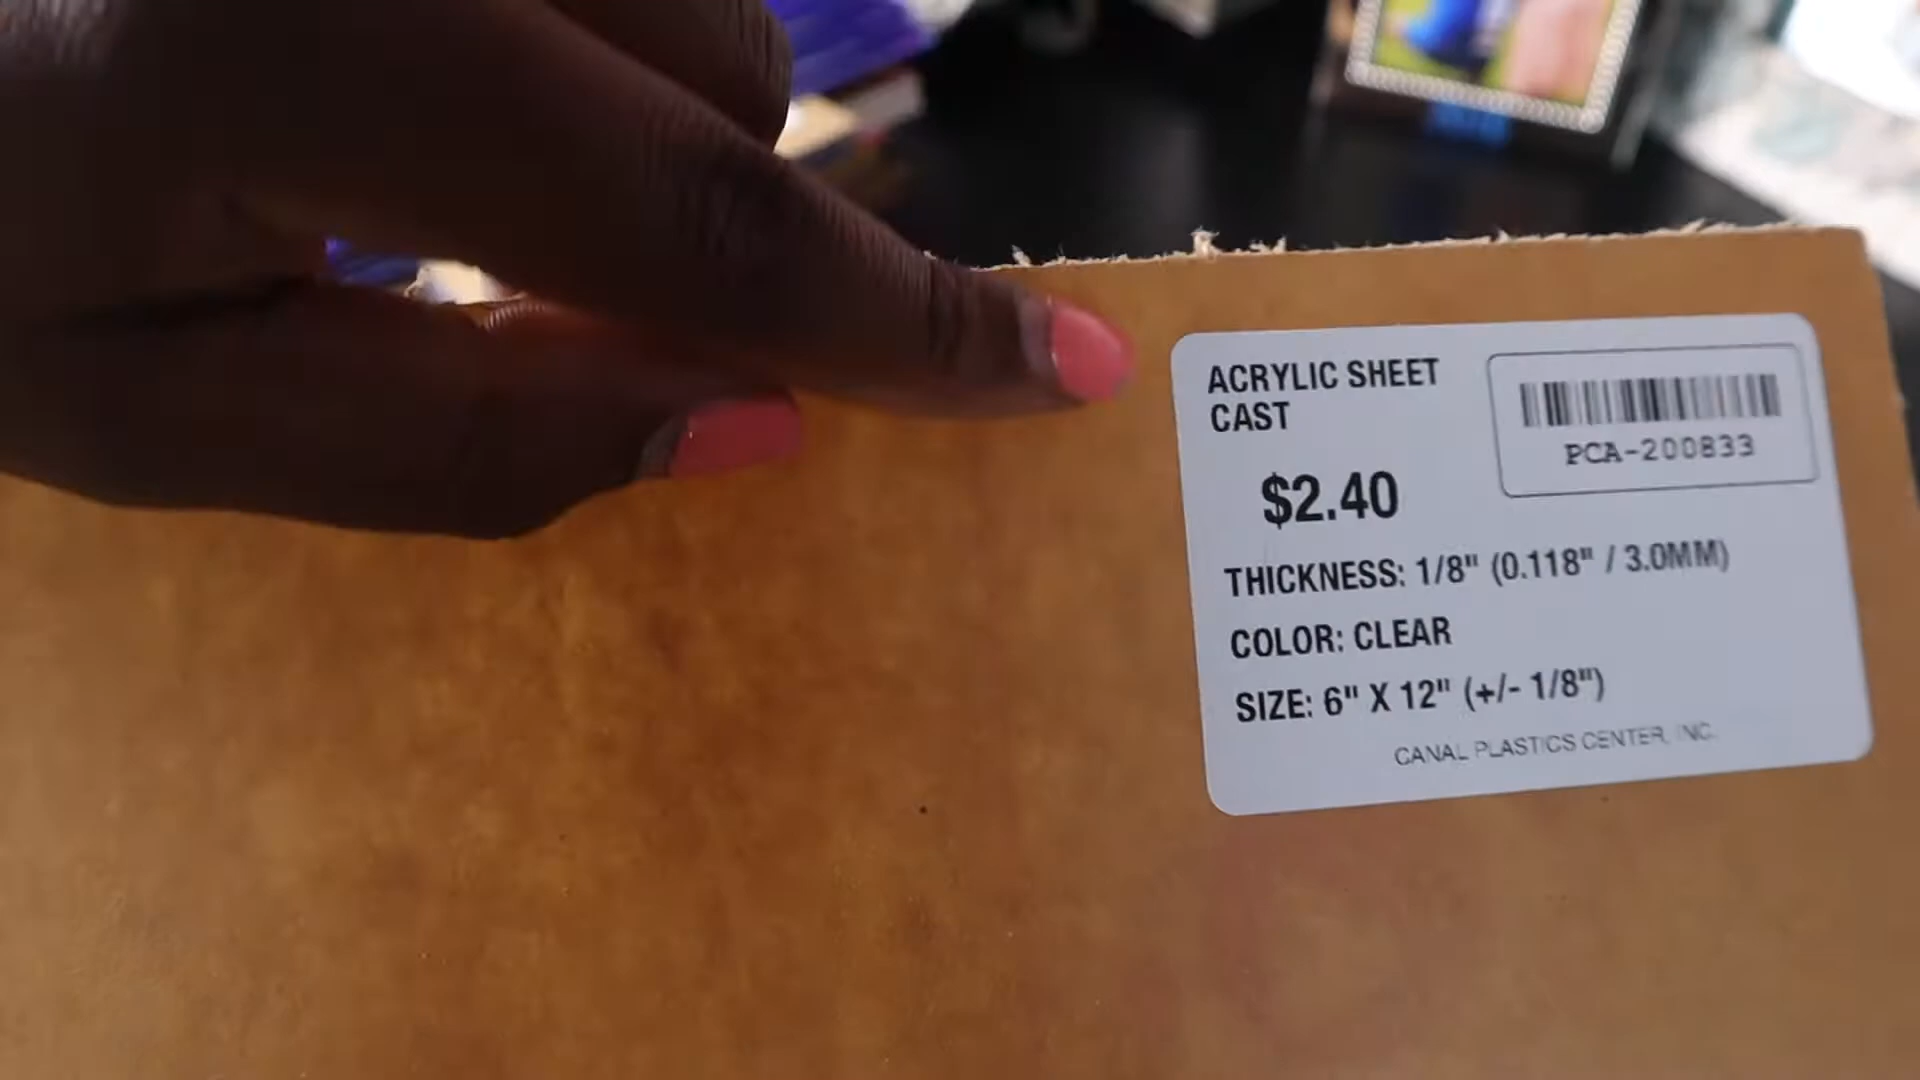 ACRYLIC SHEET
CAST
PCA-200833
$2.40
THICKNESS: 1/8" (0.118" / 3.0MM)
COLOR: CLEAR
SIZE: 6" X 12" (+/- 1/8")
CANAL PLASTICS CENTER, INC.